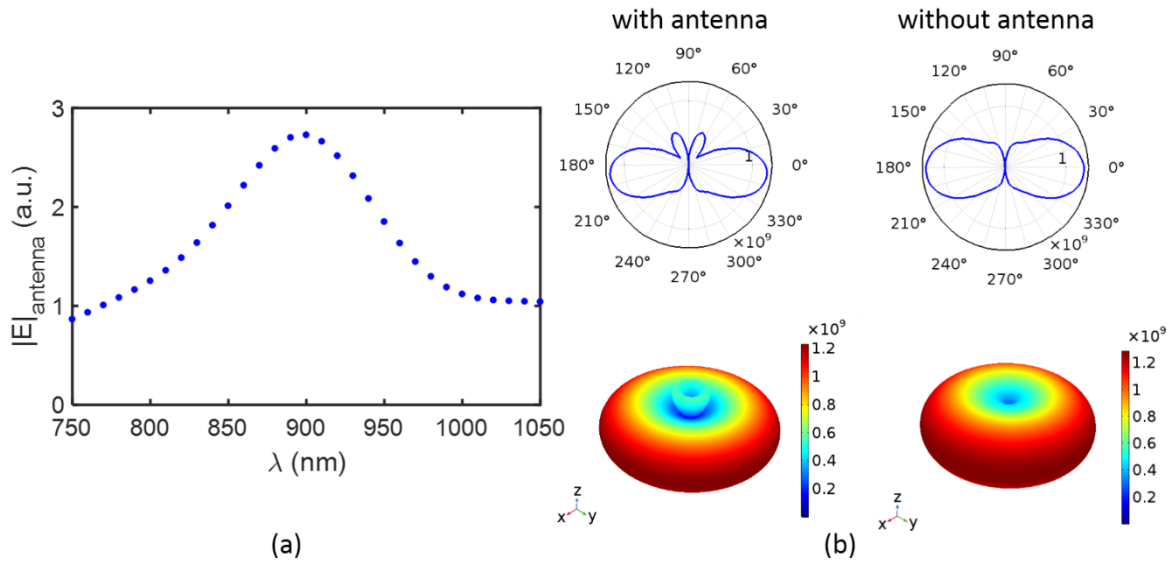 with antenna
without antenna
3
2
1
0
|E|antenna (a.u.)
750 800 850 900 950 1000 1050
λ (nm)
(a)
90°
120° 60°
150° 30°
180° 1 0°
210° 330°
×10⁹
240° 300°
270°
90°
120° 60°
150° 30°
180° 1 0°
210° 330°
×10⁹
240° 300°
270°
×10⁹
1.2
1
0.8
0.6
0.4
0.2
z
x y
×10⁹
1.2
1
0.8
0.6
0.4
0.2
z
x y
(b)